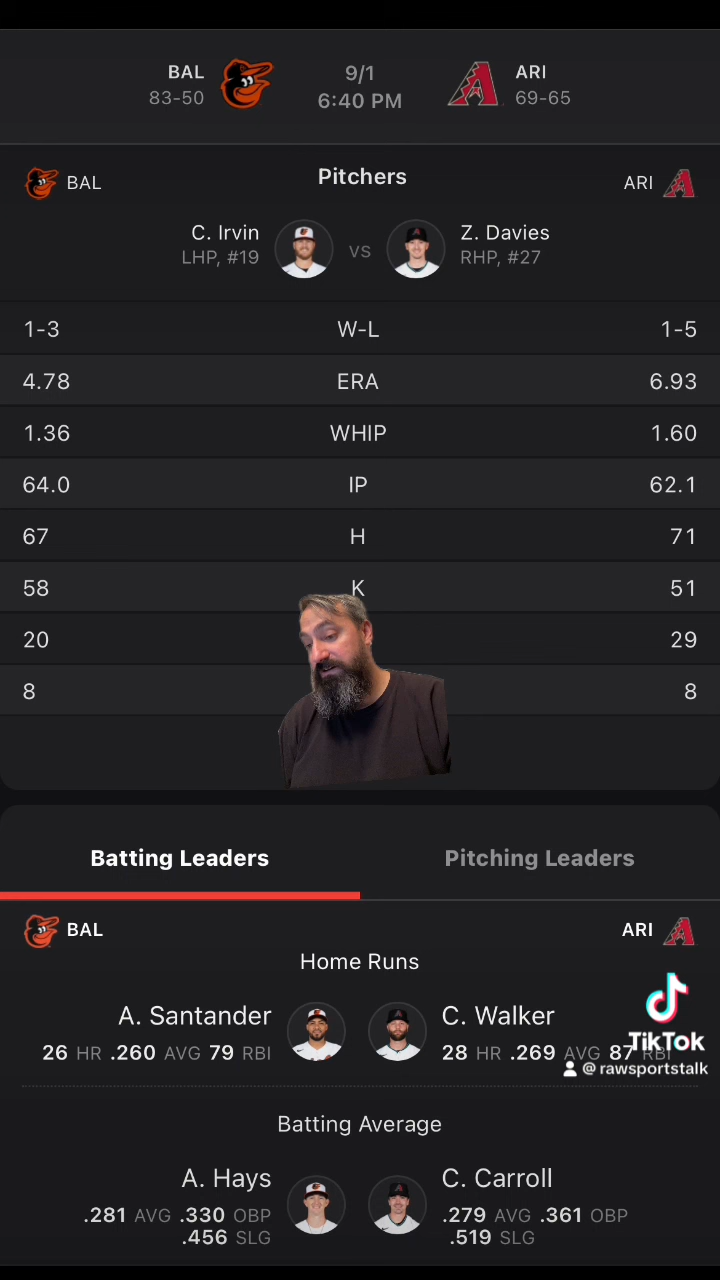 BAL 9/1 ARI
83-50 6:40 PM 69-65
BAL Pitchers ARI
C. Irvin vs Z. Davies
LHP, #19 RHP, #27
1-3 W-L 1-5
4.78 ERA 6.93
1.36 WHIP 1.60
64.0 IP 62.1
67 H 71
58 K 51
20 29
8 8
Batting Leaders Pitching Leaders
BAL ARI
Home Runs
A. Santander C. Walker
26 HR .260 AVG 79 RBI 28 HR .269 AVG 87 RBI
TikTok
@rawsportstalk
Batting Average
A. Hays C. Carroll
.281 AVG .330 OBP .279 AVG .361 OBP
.456 SLG .519 SLG